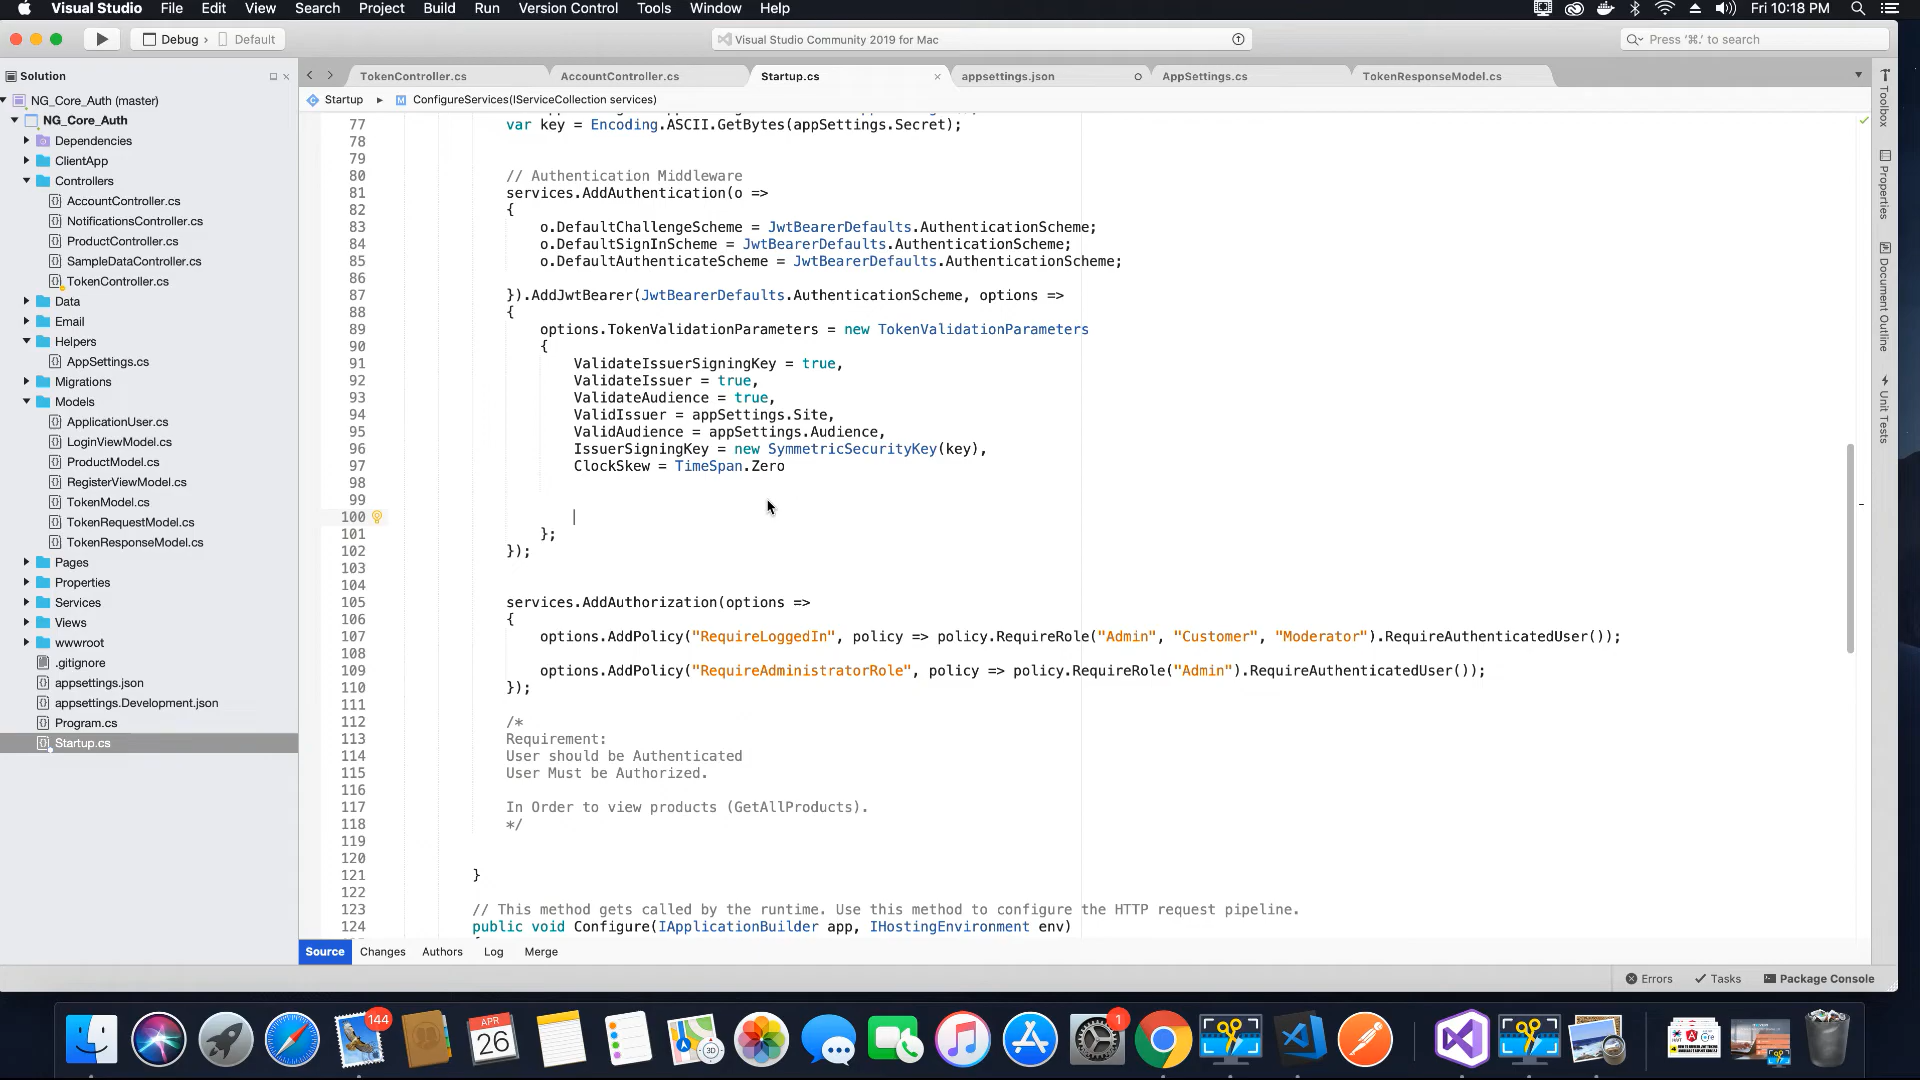 Visual Studio File Edit View Search Project Build Run Version Control Tools Window Help Fri 10:18 PM
Debug › Default
Visual Studio Community 2019 for Mac
Press '⌘.' to search
Solution
TokenController.cs AccountController.cs Startup.cs appsettings.json AppSettings.cs TokenResponseModel.cs
Startup ConfigureServices(IServiceCollection services)
NG_Core_Auth (master)
NG_Core_Auth
Dependencies
ClientApp
Controllers
AccountController.cs
NotificationsController.cs
ProductController.cs
SampleDataController.cs
TokenController.cs
Data
Email
Helpers
AppSettings.cs
Migrations
Models
ApplicationUser.cs
LoginViewModel.cs
ProductModel.cs
RegisterViewModel.cs
TokenModel.cs
TokenRequestModel.cs
TokenResponseModel.cs
Pages
Properties
Services
Views
wwwroot
.gitignore
appsettings.json
appsettings.Development.json
Program.cs
Startup.cs
77 var key = Encoding.ASCII.GetBytes(appSettings.Secret);
78
79
80 // Authentication Middleware
81 services.AddAuthentication(o =>
82 {
83 o.DefaultChallengeScheme = JwtBearerDefaults.AuthenticationScheme;
84 o.DefaultSignInScheme = JwtBearerDefaults.AuthenticationScheme;
85 o.DefaultAuthenticateScheme = JwtBearerDefaults.AuthenticationScheme;
86
87 }).AddJwtBearer(JwtBearerDefaults.AuthenticationScheme, options =>
88 {
89 options.TokenValidationParameters = new TokenValidationParameters
90 {
91 ValidateIssuerSigningKey = true,
92 ValidateIssuer = true,
93 ValidateAudience = true,
94 ValidIssuer = appSettings.Site,
95 ValidAudience = appSettings.Audience,
96 IssuerSigningKey = new SymmetricSecurityKey(key),
97 ClockSkew = TimeSpan.Zero
98
99
100
101 };
102 });
103
104
105 services.AddAuthorization(options =>
106 {
107 options.AddPolicy("RequireLoggedIn", policy => policy.RequireRole("Admin", "Customer", "Moderator").RequireAuthenticatedUser());
108
109 options.AddPolicy("RequireAdministratorRole", policy => policy.RequireRole("Admin").RequireAuthenticatedUser());
110 });
111
112 /*
113 Requirement:
114 User should be Authenticated
115 User Must be Authorized.
116
117 In Order to view products (GetAllProducts).
118 */
119
120
121 }
122
123 // This method gets called by the runtime. Use this method to configure the HTTP request pipeline.
124 public void Configure(IApplicationBuilder app, IHostingEnvironment env)
Toolbox
Properties
Document Outline
Unit Tests
Source Changes Authors Log Merge
Errors Tasks Package Console
144
APR
26
3D
1